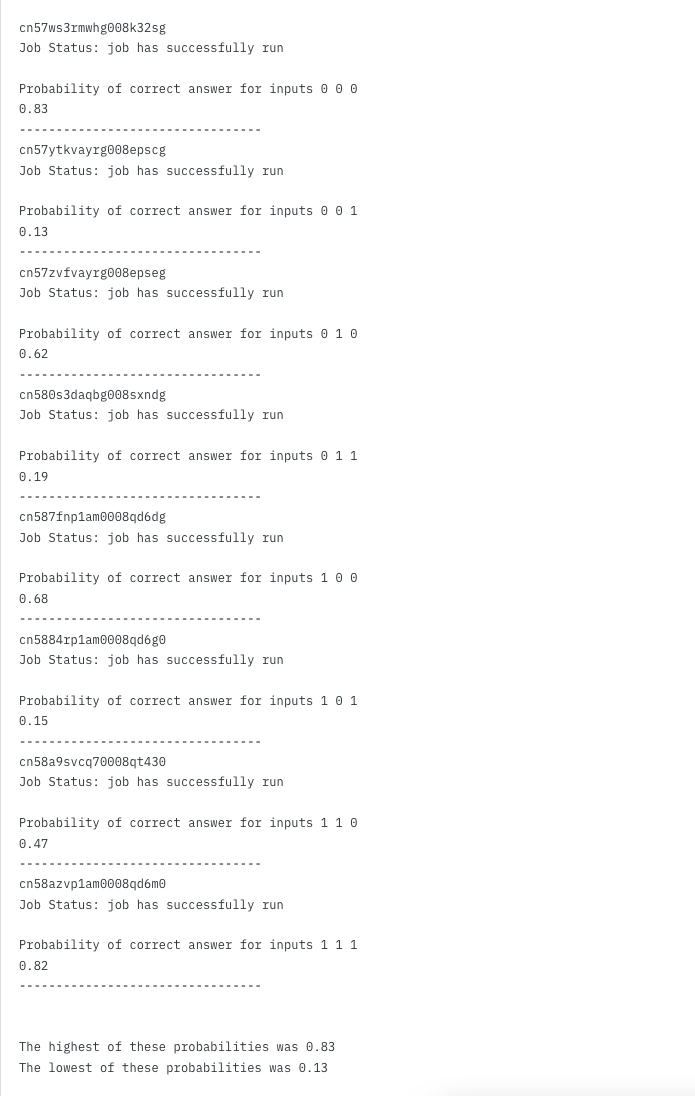 cn57ws3rmwhg008k32sg
Job Status: job has successfully run
Probability of correct answer for inputs 0 0 0
0.83
---------------------------------
cn57ytkvayrg008epscg
Job Status: job has successfully run
Probability of correct answer for inputs 0 0 1
0.13
---------------------------------
cn57zvfvayrg008epseg
Job Status: job has successfully run
Probability of correct answer for inputs 0 1 0
0.62
---------------------------------
cn580s3daqbg008sxndg
Job Status: job has successfully run
Probability of correct answer for inputs 0 1 1
0.19
---------------------------------
cn587fnp1am0008qd6dg
Job Status: job has successfully run
Probability of correct answer for inputs 1 0 0
0.68
---------------------------------
cn5884rp1am0008qd6g0
Job Status: job has successfully run
Probability of correct answer for inputs 1 0 1
0.15
---------------------------------
cn58a9svcq70008qt430
Job Status: job has successfully run
Probability of correct answer for inputs 1 1 0
0.47
---------------------------------
cn58azvp1am0008qd6m0
Job Status: job has successfully run
Probability of correct answer for inputs 1 1 1
0.82
---------------------------------
The highest of these probabilities was 0.83
The lowest of these probabilities was 0.13